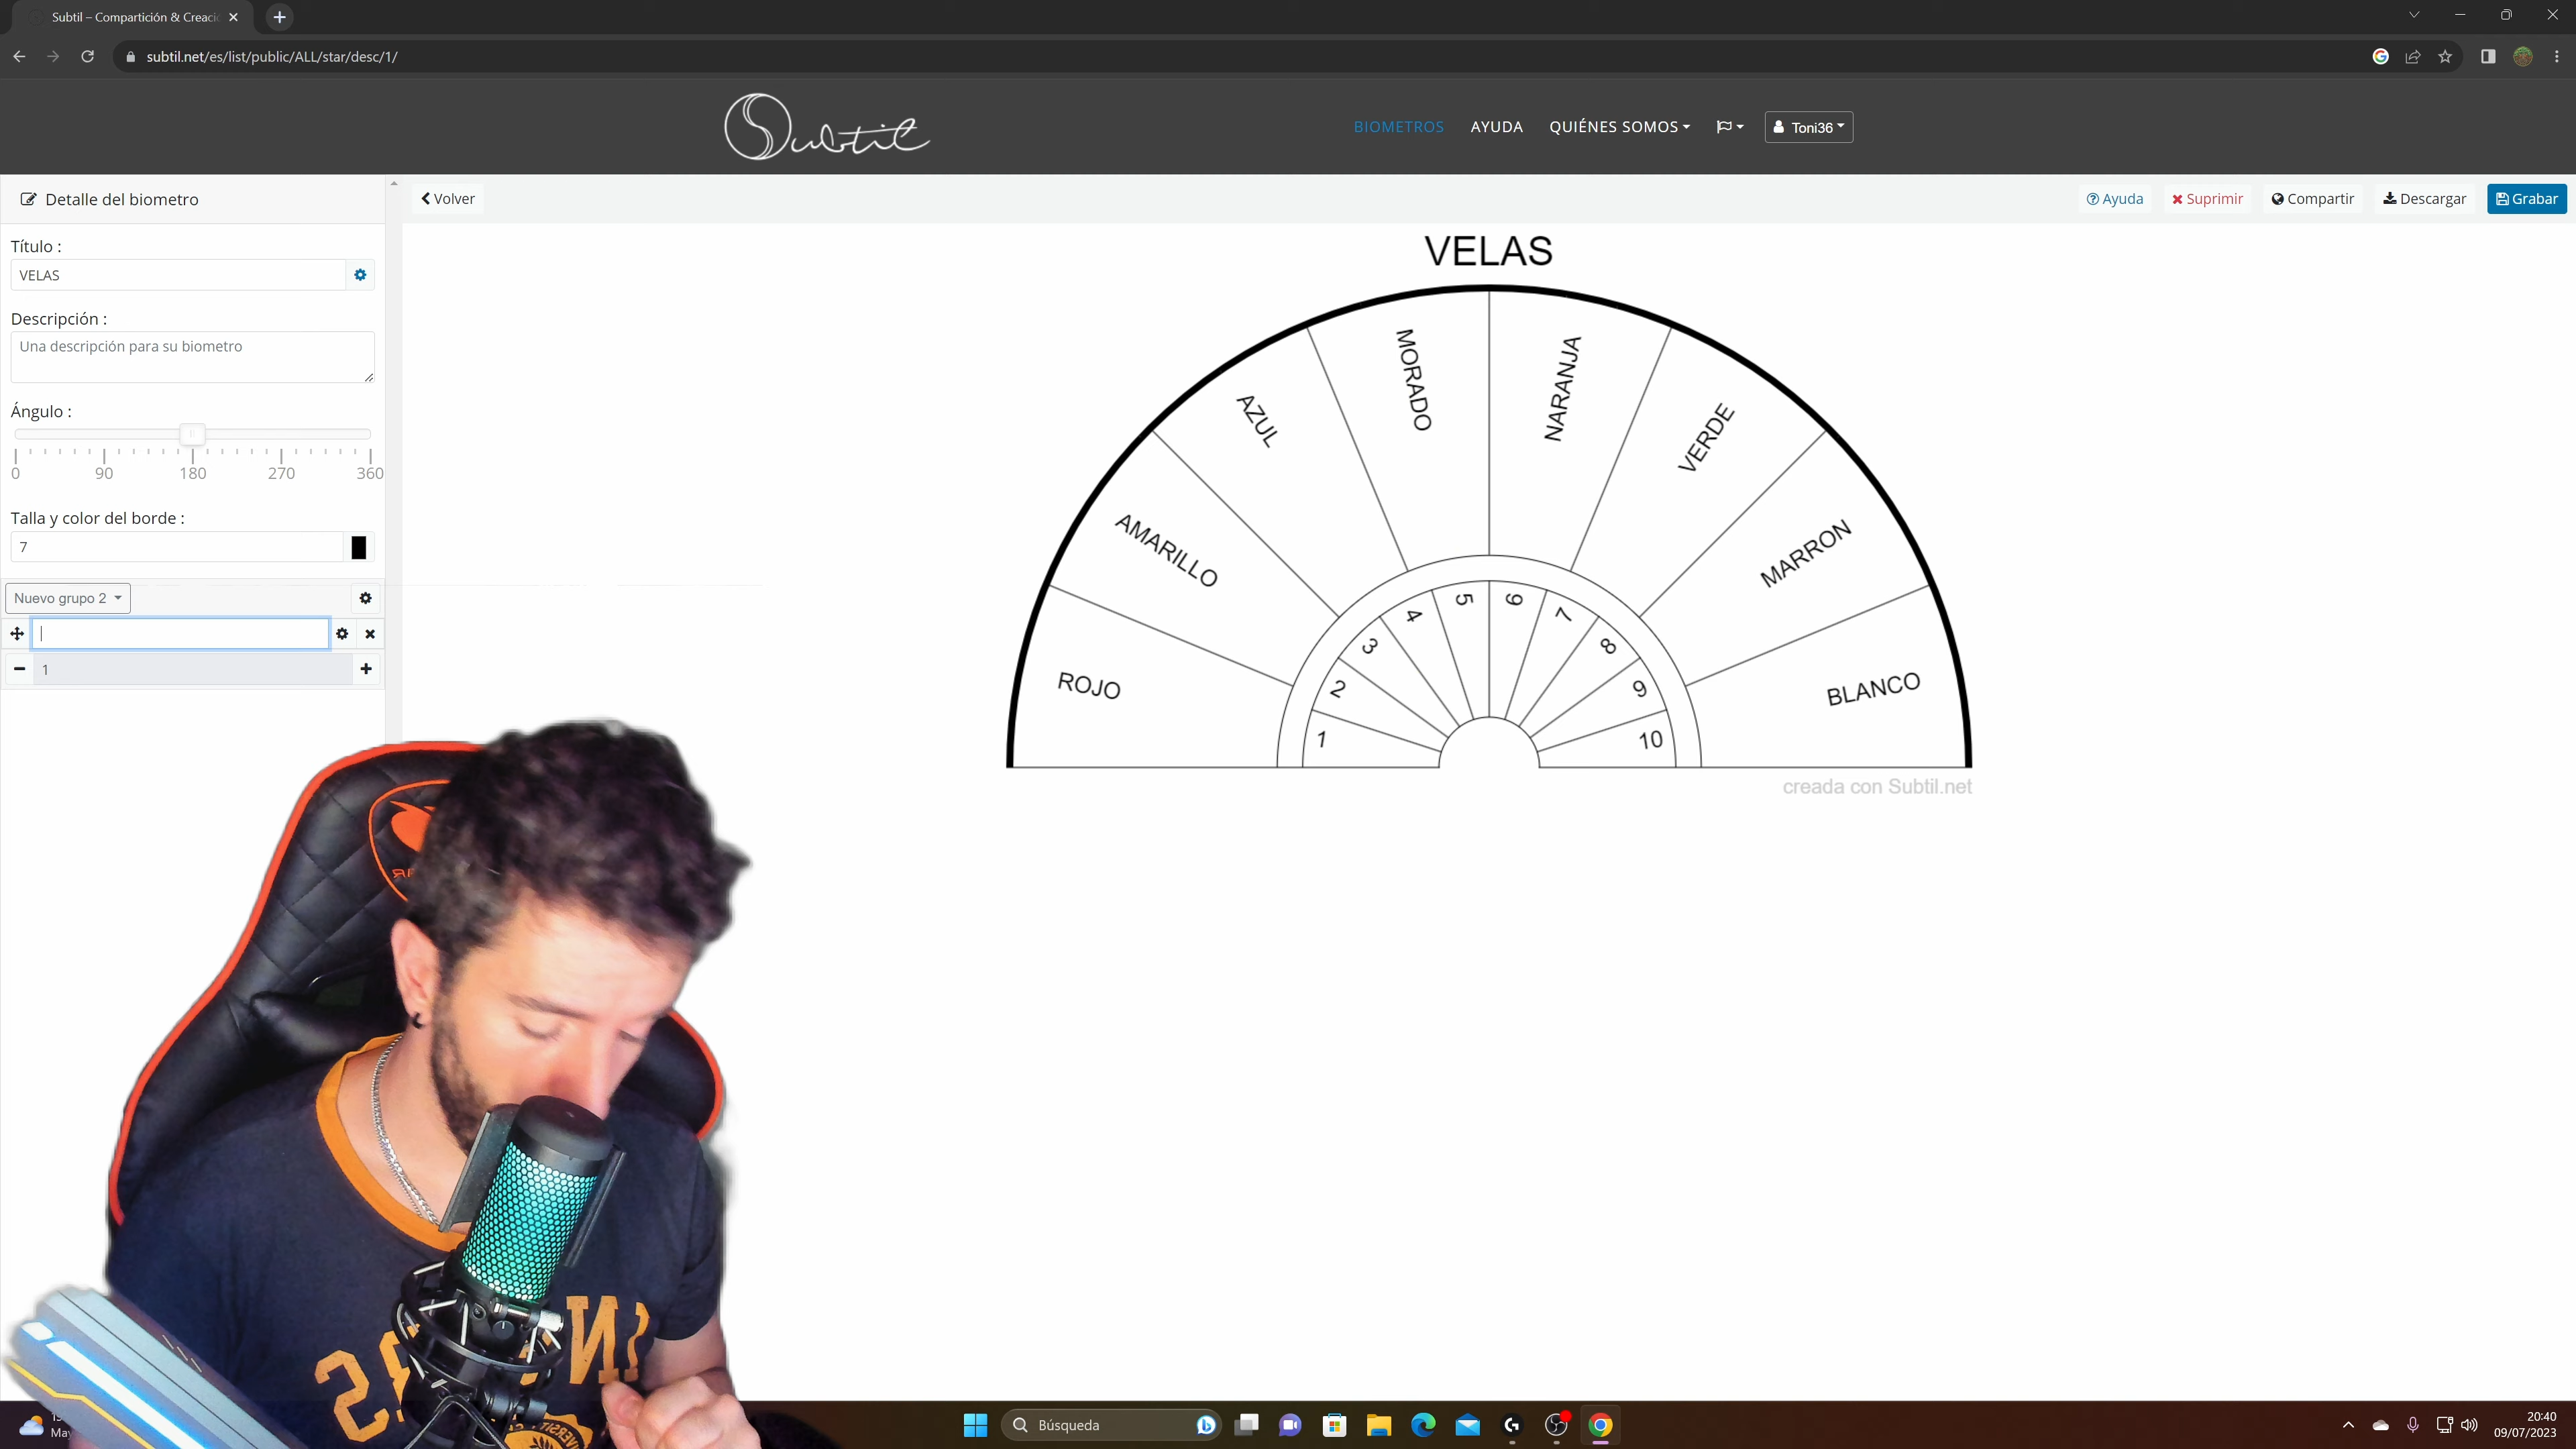 Subtil – Compartición & Creació
subtil.net/es/list/public/ALL/star/desc/1/
Subtil
BIOMETROS
AYUDA
QUIÉNES SOMOS
Toni36
Detalle del biometro
Volver
Ayuda
Suprimir
Compartir
Descargar
Grabar
Título :
VELAS
Descripción :
Una descripción para su biometro
Ángulo :
0 90 180 270 360
Talla y color del borde :
7
Nuevo grupo 2
1
VELAS
ROJO
AMARILLO
AZUL
MORADO
NARANJA
VERDE
MARRON
BLANCO
1
2
3
4
5
6
7
8
9
10
creada con Subtil.net
Búsqueda
20:40
09/07/2023